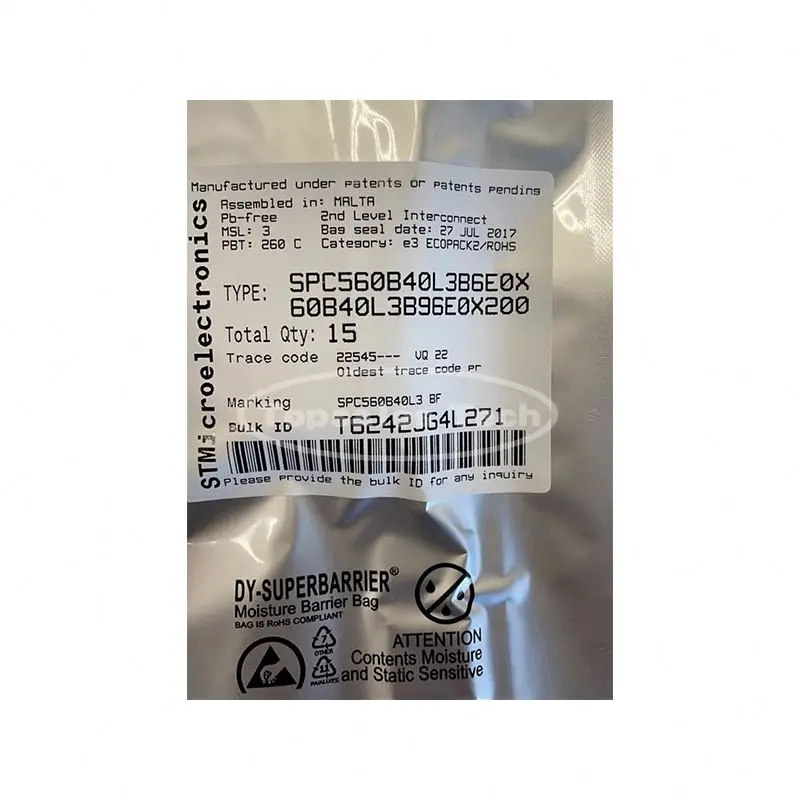 Manufactured under patents or patents pending
STMicroelectronics
Assembled in: MALTA
Pb-free 2nd Level Interconnect
MSL: 3 Bag seal date: 27 JUL 2017
PBT: 260 C Category: e3 ECOPACK2/ROHS
TYPE: SPC560B40L3B6E0X
60B40L3B96E0X200
Total Qty: 15
Trace code 22545--- VQ 22
Oldest trace code pr
Marking SPC560B40L3 BF
Bulk ID T6242JG4L271
Please provide the bulk ID for any inquiry
DY-SUPERBARRIER®
Moisture Barrier Bag
BAG IS RoHS COMPLIANT
7
OTHER
11
ATTENTION
Contents Moisture
and Static Sensitive